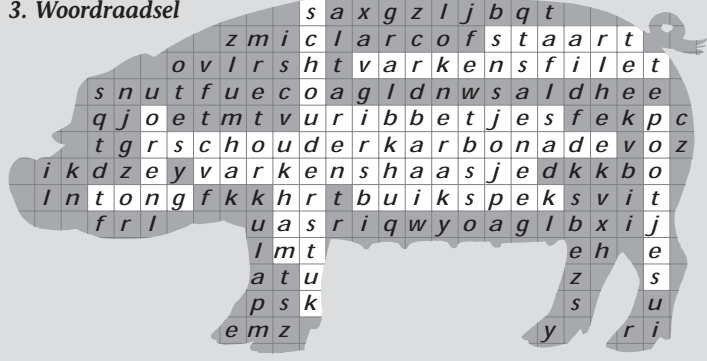 3. Woordraadsel
s a x g z l j b q t
z m i c l a r c o f s t a a r t
o v l r s h t v a r k e n s f i l e t
s n u t f u e c o a g l d n w s a l d h e e
q j o e t m t v u r i b b e t j e s f e k p c
t g r s c h o u d e r k a r b o n a d e v o z
i k d z e y v a r k e n s h a a s j e d k k b o
l n t o n g f k k h r t b u i k s p e k s v i t
f r l u a s r i q w y o a g l b x i j
l m t e h e
a t u z s
p s k s u
e m z y r i